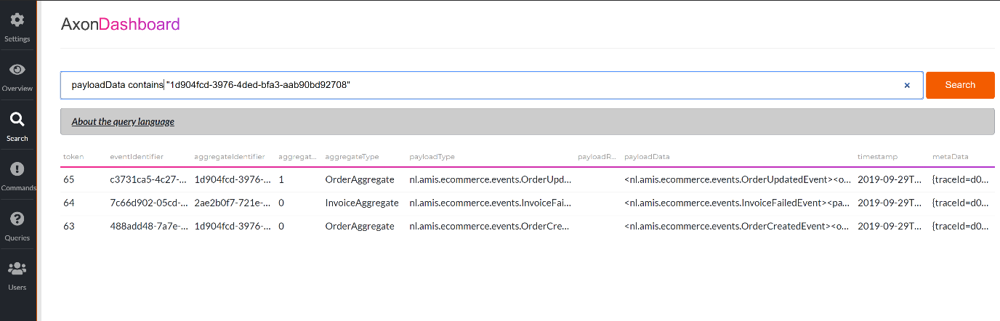 AxonDashboard
Settings
Overview
Search
Commands
Queries
Users
payloadData contains "1d904fcd-3976-4ded-bfa3-aab90bd92708" ×
Search
About the query language
token eventIdentifier aggregateIdentifier aggregat... aggregateType payloadType payloadR... payloadData timestamp metaData
65 c3731ca5-4c27-... 1d904fcd-3976-... 1 OrderAggregate nl.amis.ecommerce.events.OrderUpd... <nl.amis.ecommerce.events.OrderUpdatedEvent><o... 2019-09-29T... {traceId=d0...
64 7c66d902-05cd-... 2ae2b0f7-721e-... 0 InvoiceAggregate nl.amis.ecommerce.events.InvoiceFai... <nl.amis.ecommerce.events.InvoiceFailedEvent><pa... 2019-09-29T... {traceId=d0...
63 488add48-7a7e-... 1d904fcd-3976-... 0 OrderAggregate nl.amis.ecommerce.events.OrderCre... <nl.amis.ecommerce.events.OrderCreatedEvent><o... 2019-09-29T... {traceId=d0...